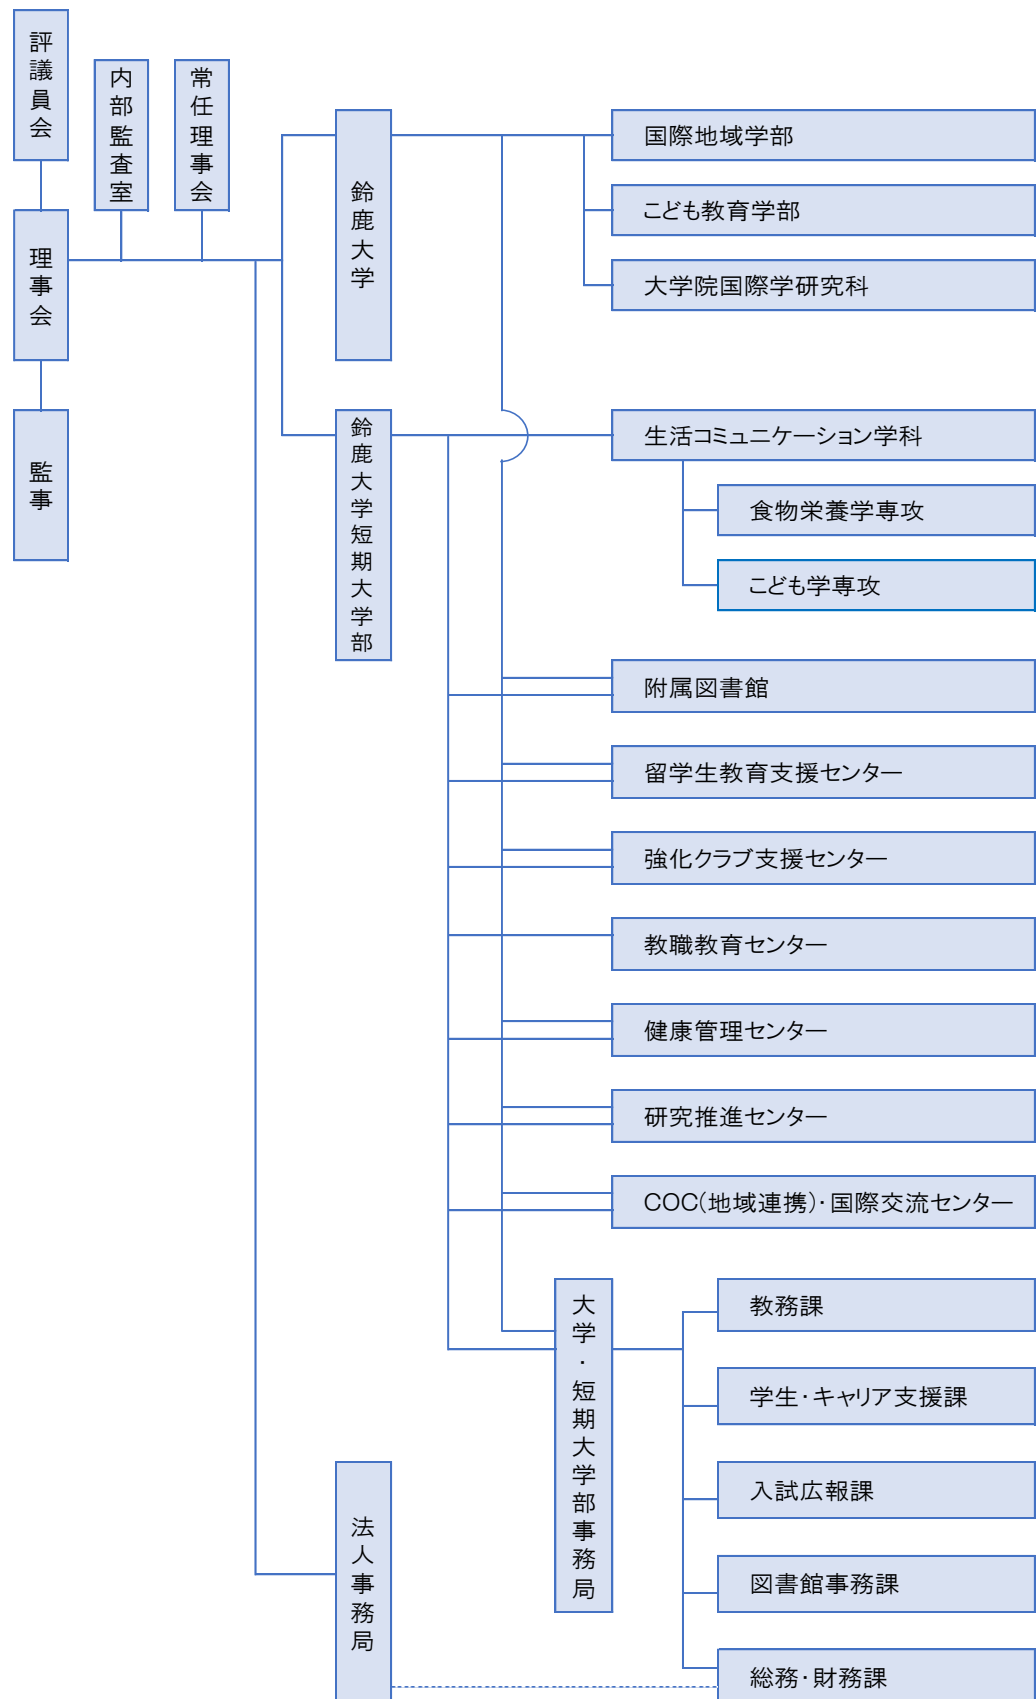 評議員会
内部監査室
常任理事会
理事会
監事
鈴鹿大学
国際地域学部
こども教育学部
大学院国際学研究科
鈴鹿大学短期大学部
生活コミュニケーション学科
食物栄養学専攻
こども学専攻
附属図書館
留学生教育支援センター
強化クラブ支援センター
教職教育センター
健康管理センター
研究推進センター
COC(地域連携)・国際交流センター
大学・短期大学部事務局
教務課
学生・キャリア支援課
入試広報課
図書館事務課
総務・財務課
法人事務局